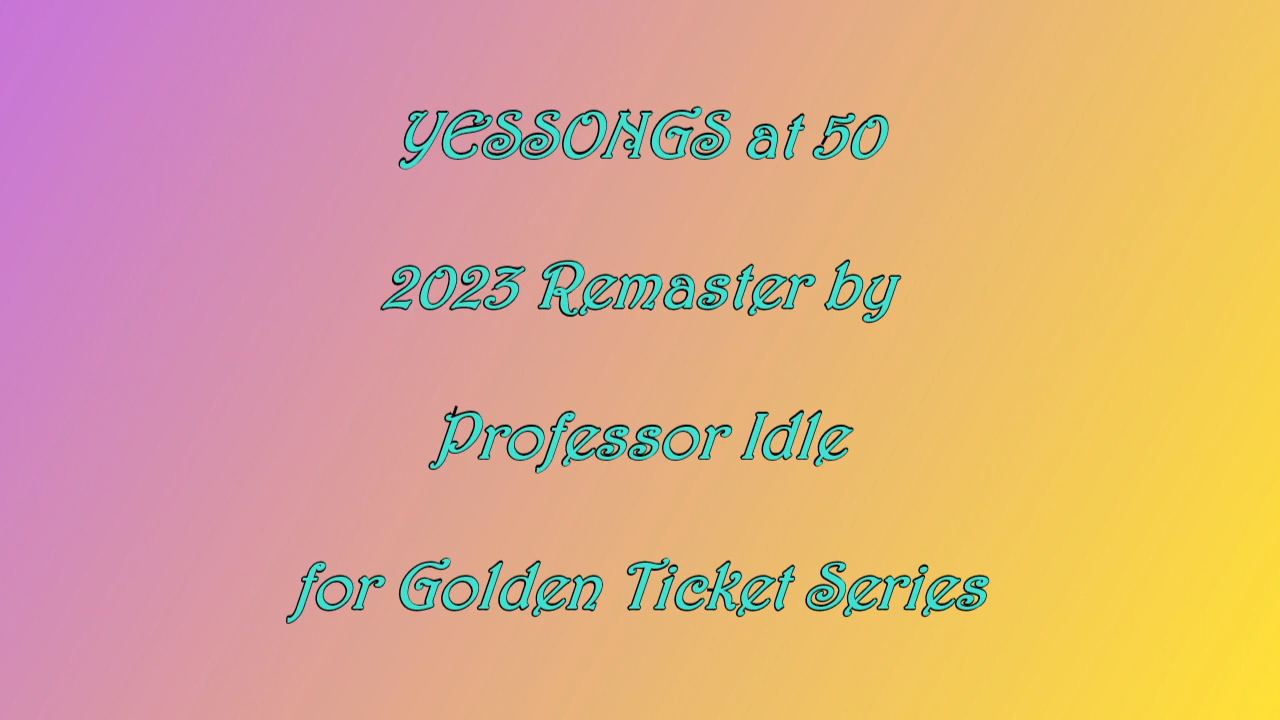 YESSONGS at 50
2023 Remaster by
Professor Idle
for Golden Ticket Series